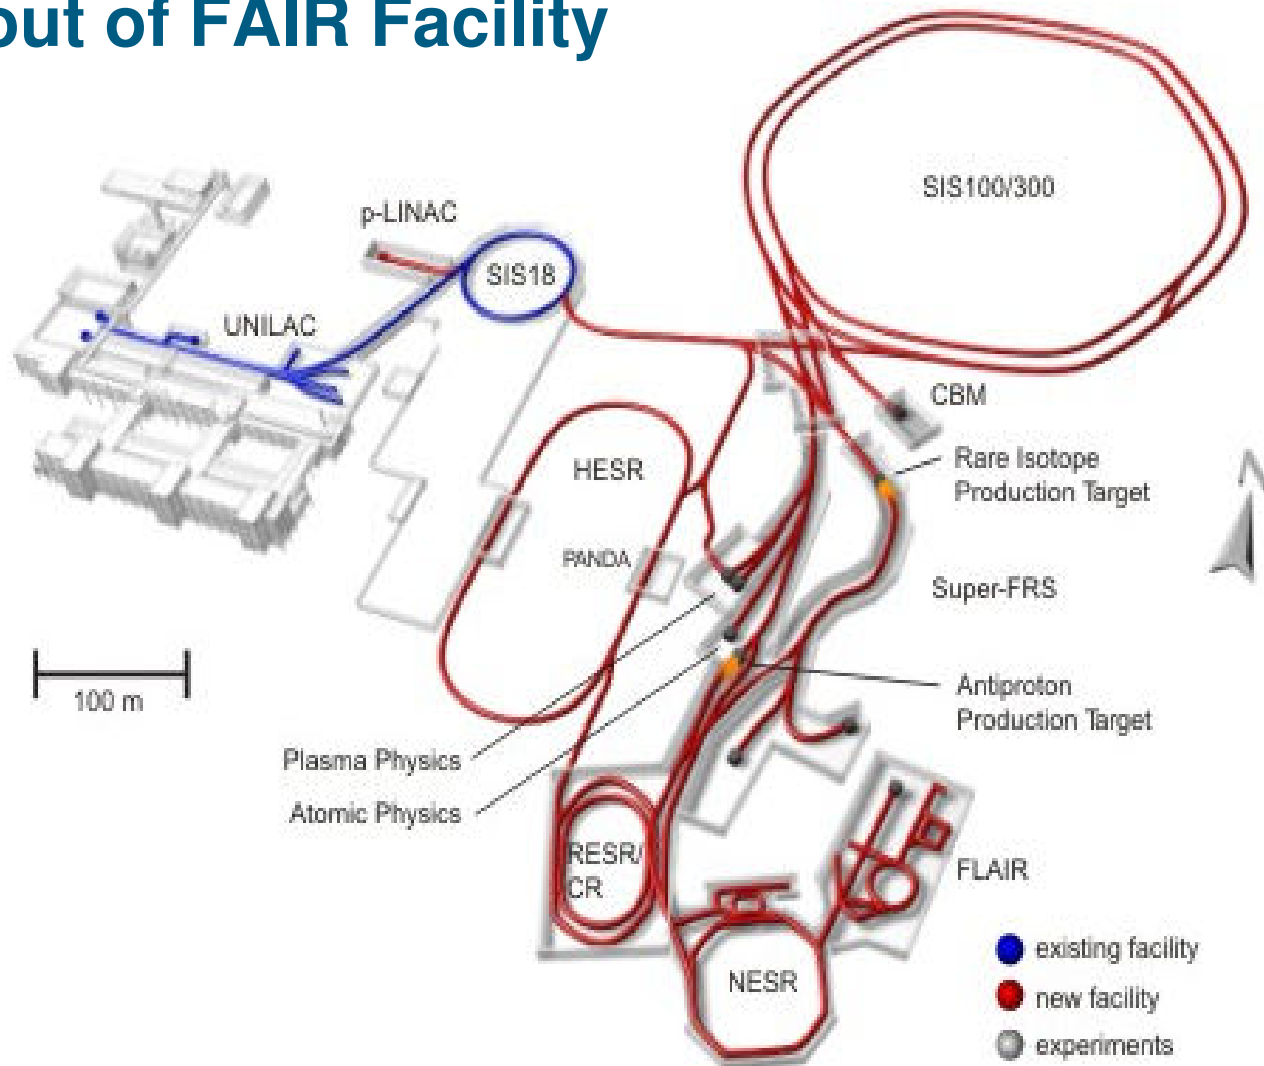 out of FAIR Facility
SIS100/300
p-LINAC
SIS18
UNILAC
CBM
Rare Isotope
Production Target
HESR
PANDA
Super-FRS
Antiproton
Production Target
100 m
Plasma Physics
Atomic Physics
RESR/
CR
FLAIR
NESR
existing facility
new facility
experiments